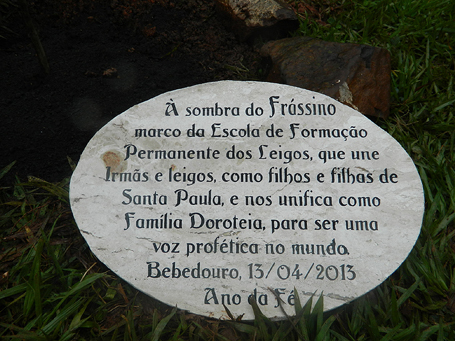 À sombra do Frássino
marco da Escola de Formação
Permanente dos Leigos, que une
Irmãs e leigos, como filhos e filhas de
Santa Paula, e nos unifica como
Família Doroteia, para ser uma
voz profética no mundo.
Bebedouro, 13/04/2013
Ano da Fé